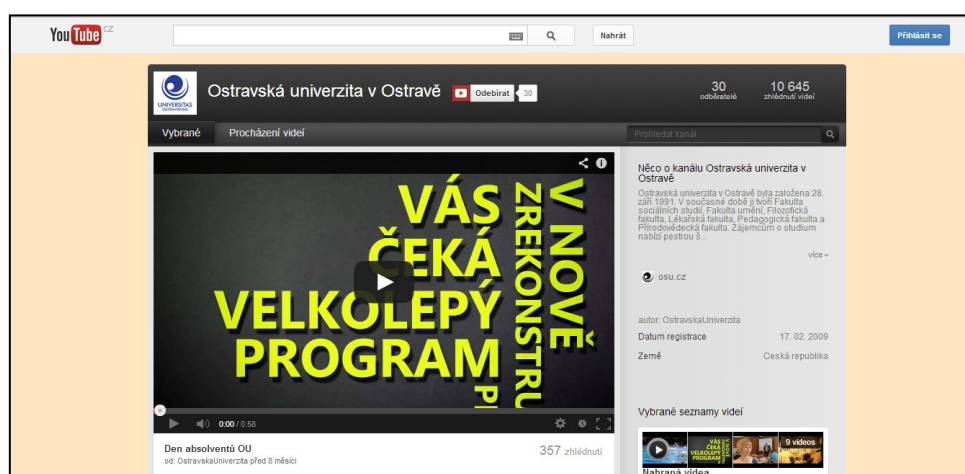 YouTube CZ
Nahrát
Přihlásit se
UNIVERSITAS
OSTRAVIENSIS
Ostravská univerzita v Ostravě
Odebírat 30
30
odběratelé
10 645
zhlédnutí videí
Vybrané
Procházení videí
Prohledat kanál
VÁS
ČEKÁ
VELKOLEPÝ
PROGRAM
V NOVĚ
ZREKONSTRU
0:00 / 0:58
Den absolventů OU
od: OstravskaUniverzita před 8 měsíci
357 zhlédnutí
Něco o kanálu Ostravská univerzita v
Ostravě
Ostravská univerzita v Ostravě byla založena 28.
září 1991. V současné době ji tvoří Fakulta
sociálních studií, Fakulta umění, Filozofická
fakulta, Lékařská fakulta, Pedagogická fakulta a
Přírodovědecká fakulta. Zájemcům o studium
nabízí pestrou š...
více
osu.cz
autor: OstravskaUniverzita
Datum registrace
17. 02. 2009
Země
Česká republika
Vybrané seznamy videí
VÁS
ČEKÁ
VELKOLEPÝ
PROGRAM
9 videos
Nahraná videa